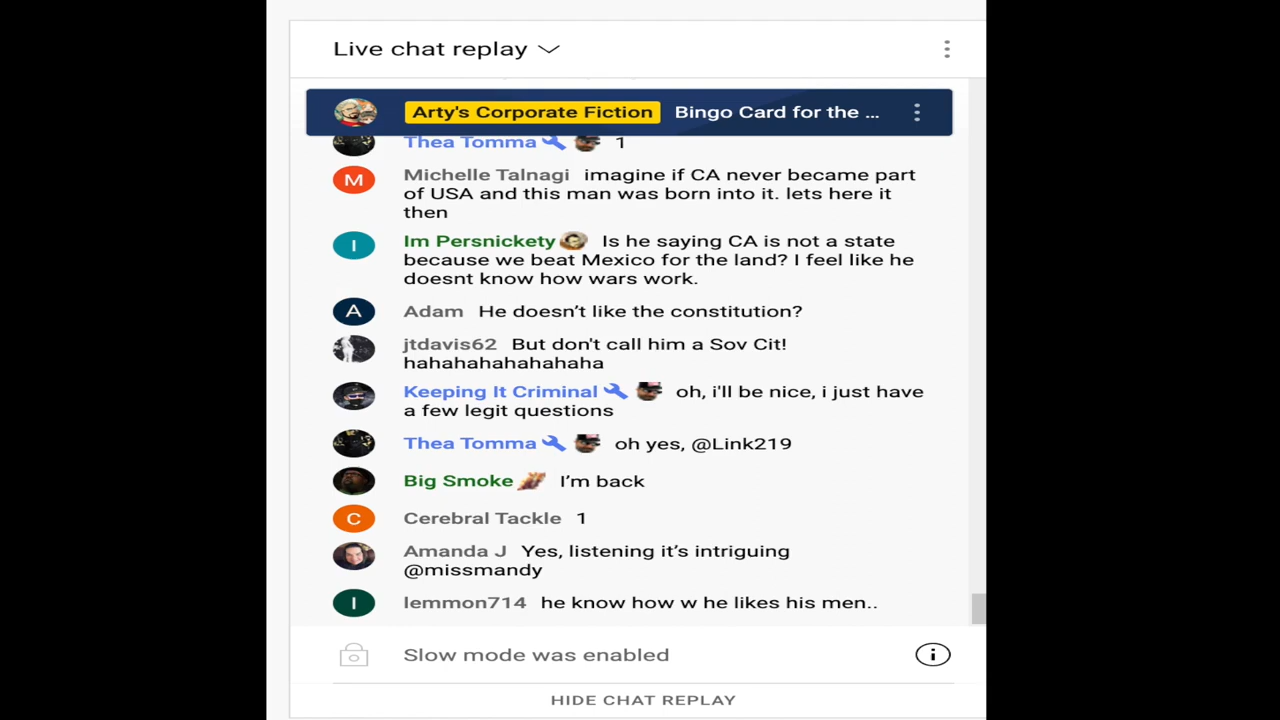 Live chat replay
Arty's Corporate Fiction Bingo Card for the ...
Thea Tomma 1
M Michelle Talnagi imagine if CA never became part
of USA and this man was born into it. lets here it
then
I Im Persnickety Is he saying CA is not a state
because we beat Mexico for the land? I feel like he
doesnt know how wars work.
A Adam He doesn’t like the constitution?
jtdavis62 But don't call him a Sov Cit!
hahahahahahahaha
Keeping It Criminal oh, i'll be nice, i just have
a few legit questions
Thea Tomma oh yes, @Link219
Big Smoke I’m back
C Cerebral Tackle 1
Amanda J Yes, listening it’s intriguing
@missmandy
l lemmon714 he know how w he likes his men..
Slow mode was enabled
HIDE CHAT REPLAY